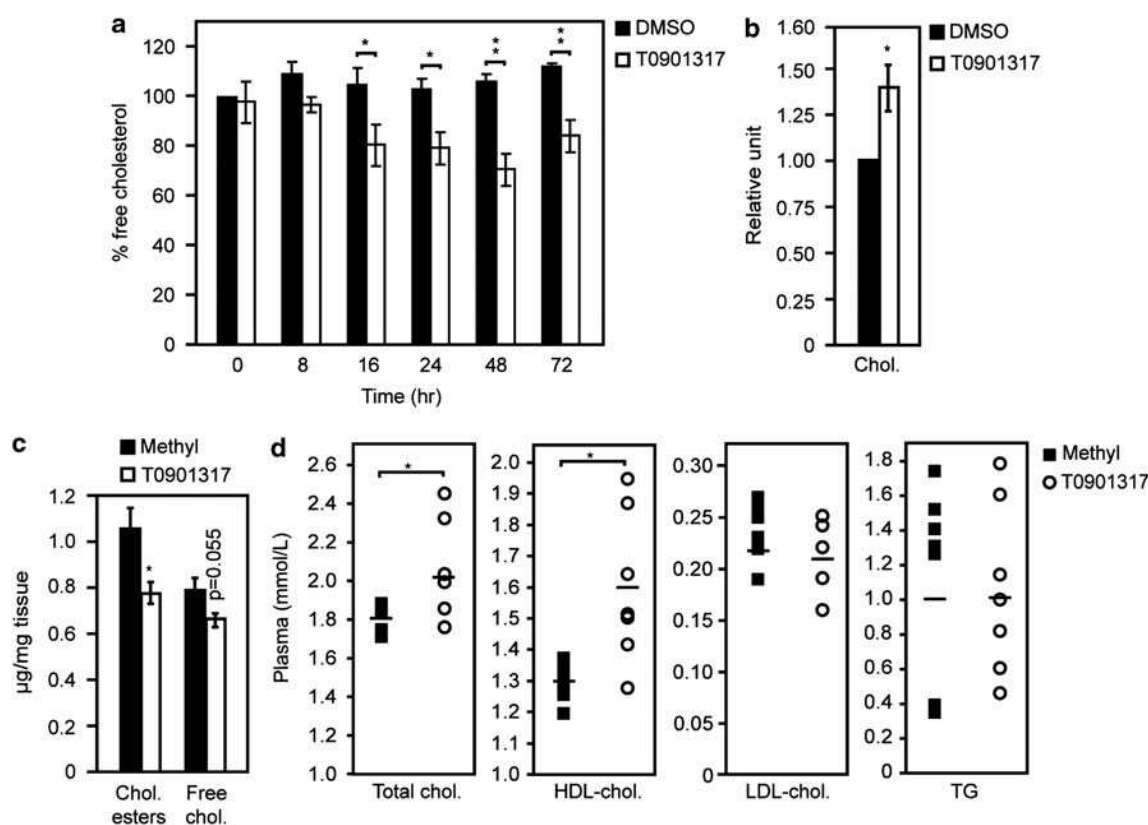 a
DMSO
T0901317
% free cholesterol
120
100
80
60
40
20
0
* * ** **
0 8 16 24 48 72
Time (hr)
b
DMSO
T0901317
Relative unit
1.60
1.50
1.25
1.00
1.75
1.50
0.25
0
*
Chol.
c
Methyl
T0901317
µg/mg tissue
1.2
1.0
0.8
0.6
0.4
0.2
0
*
p=0.055
Chol. esters
Free chol.
d
Plasma (mmol/L)
2.6
2.4
2.2
2.0
1.8
1.6
1.4
1.2
1.0
*
Total chol.
2.0
1.9
1.8
1.7
1.6
1.5
1.4
1.3
1.2
1.1
1.0
*
HDL-chol.
0.30
0.25
0.20
0.15
0.10
0.05
0
LDL-chol.
1.8
1.6
1.4
1.2
1.0
0.8
0.6
0.4
0.2
0
TG
Methyl
T0901317